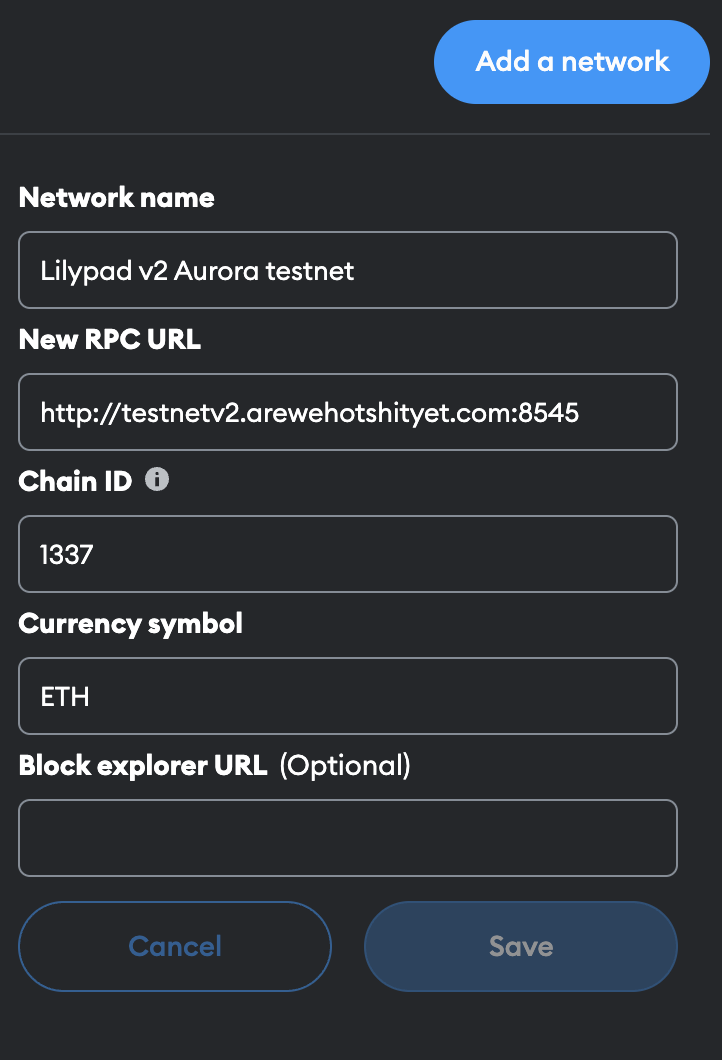 Add a network
Network name
Lilypad v2 Aurora testnet
New RPC URL
http://testnetv2.arewehotshityet.com:8545
Chain ID
1337
Currency symbol
ETH
Block explorer URL (Optional)
Cancel
Save